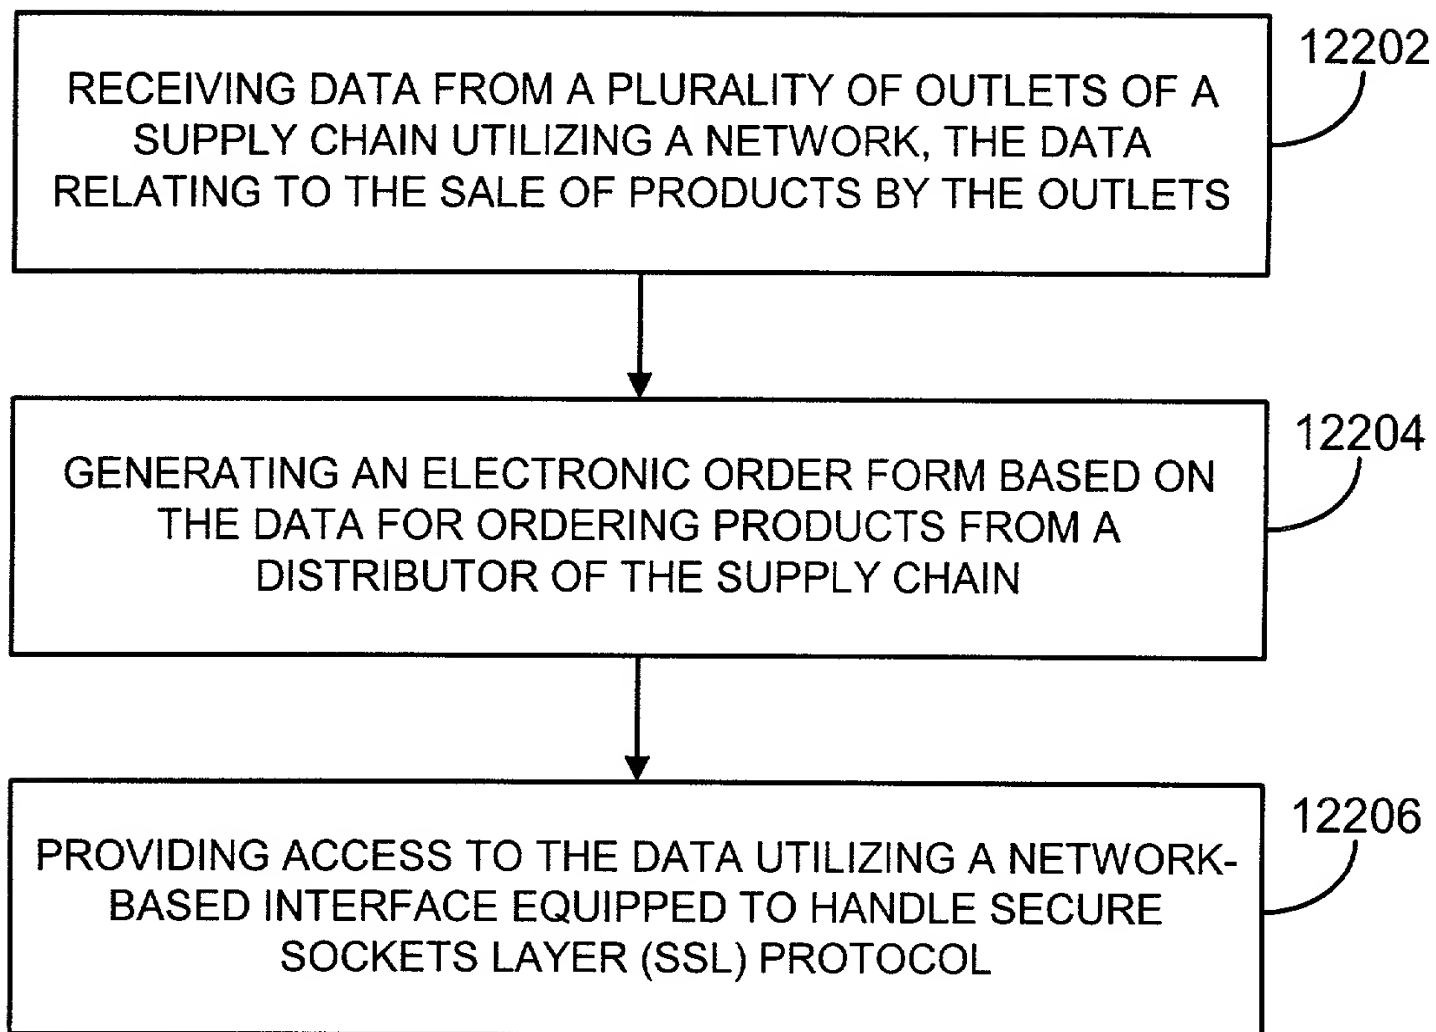 12202
RECEIVING DATA FROM A PLURALITY OF OUTLETS OF A
SUPPLY CHAIN UTILIZING A NETWORK, THE DATA
RELATING TO THE SALE OF PRODUCTS BY THE OUTLETS
12204
GENERATING AN ELECTRONIC ORDER FORM BASED ON
THE DATA FOR ORDERING PRODUCTS FROM A
DISTRIBUTOR OF THE SUPPLY CHAIN
12206
PROVIDING ACCESS TO THE DATA UTILIZING A NETWORK-
BASED INTERFACE EQUIPPED TO HANDLE SECURE
SOCKETS LAYER (SSL) PROTOCOL